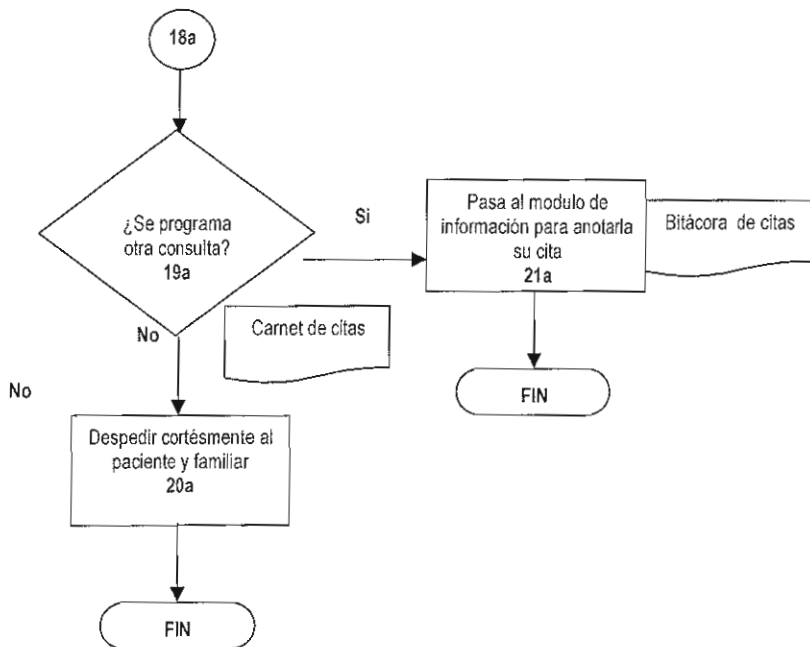 18a
¿Se programa
otra consulta?
19a
Si
Pasa al modulo de
información para anotarla
su cita
21a
Bitácora de citas
No
Carnet de citas
FIN
No
Despedir cortésmente al
paciente y familiar
20a
FIN